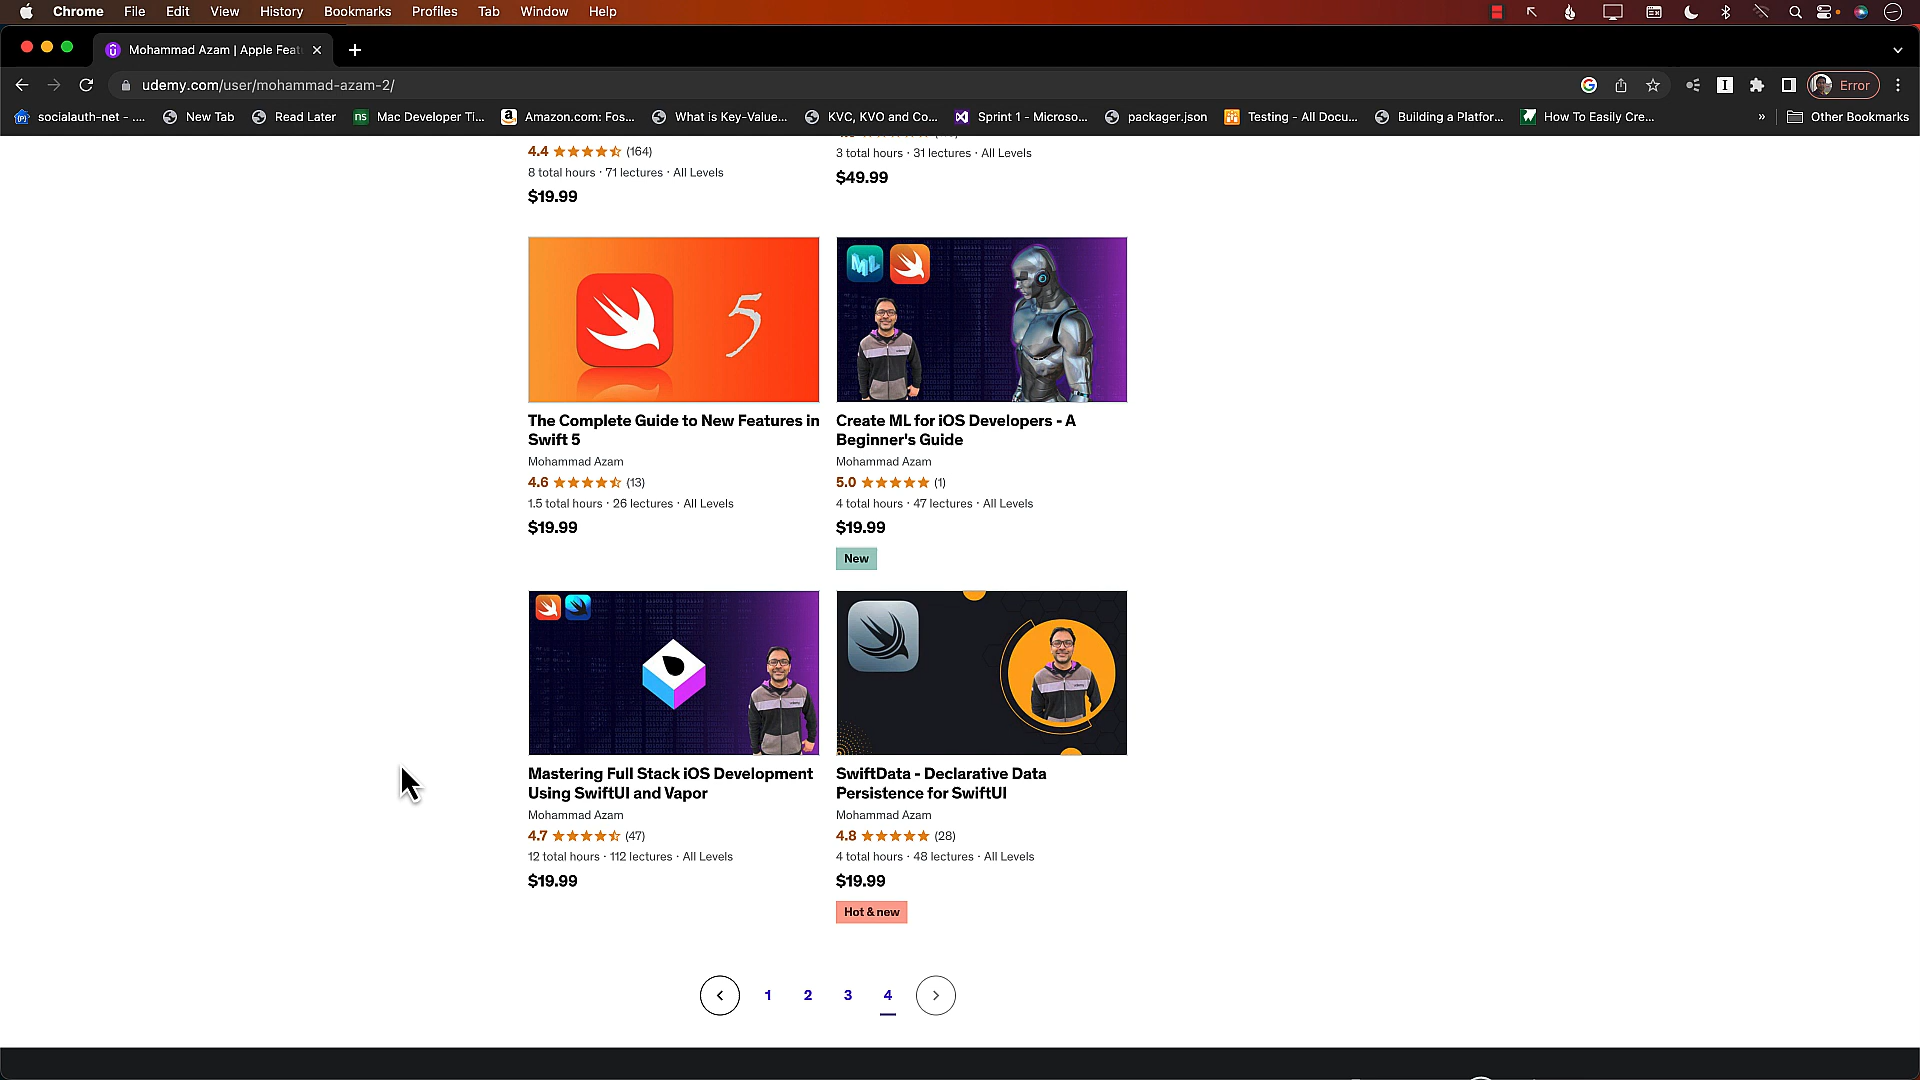 Chrome File Edit View History Bookmarks Profiles Tab Window Help
Mohammad Azam | Apple Feat
udemy.com/user/mohammad-azam-2/
Error
socialauth-net - .... New Tab Read Later ns Mac Developer Ti... Amazon.com: Fos... What is Key-Value... KVC, KVO and Co... Sprint 1 - Microso... packager.json Testing - All Docu... Building a Platfor... How To Easily Cre... » Other Bookmarks
4.4 (164)
8 total hours · 71 lectures · All Levels
$19.99
3 total hours · 31 lectures · All Levels
$49.99
5
The Complete Guide to New Features in
Swift 5
Mohammad Azam
4.6 (13)
1.5 total hours · 26 lectures · All Levels
$19.99
ML
Create ML for iOS Developers - A
Beginner's Guide
Mohammad Azam
5.0 (1)
4 total hours · 47 lectures · All Levels
$19.99
New
Mastering Full Stack iOS Development
Using SwiftUI and Vapor
Mohammad Azam
4.7 (47)
12 total hours · 112 lectures · All Levels
$19.99
SwiftData - Declarative Data
Persistence for SwiftUI
Mohammad Azam
4.8 (28)
4 total hours · 48 lectures · All Levels
$19.99
Hot & new
1 2 3 4